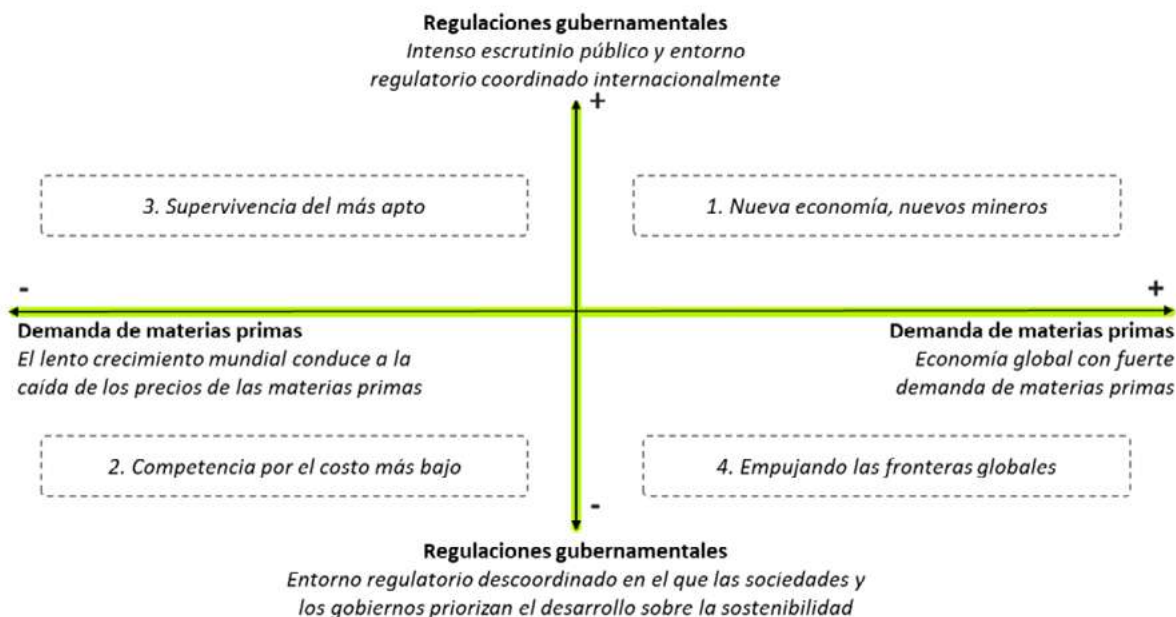 Regulaciones gubernamentales
Intenso escrutinio público y entorno
regulatorio coordinado internacionalmente
+
3. Supervivencia del más apto
1. Nueva economía, nuevos mineros
-
+
Demanda de materias primas
El lento crecimiento mundial conduce a la
caída de los precios de las materias primas
Demanda de materias primas
Economía global con fuerte
demanda de materias primas
2. Competencia por el costo más bajo
4. Empujando las fronteras globales
-
Regulaciones gubernamentales
Entorno regulatorio descoordinado en el que las sociedades y
los gobiernos priorizan el desarrollo sobre la sostenibilidad